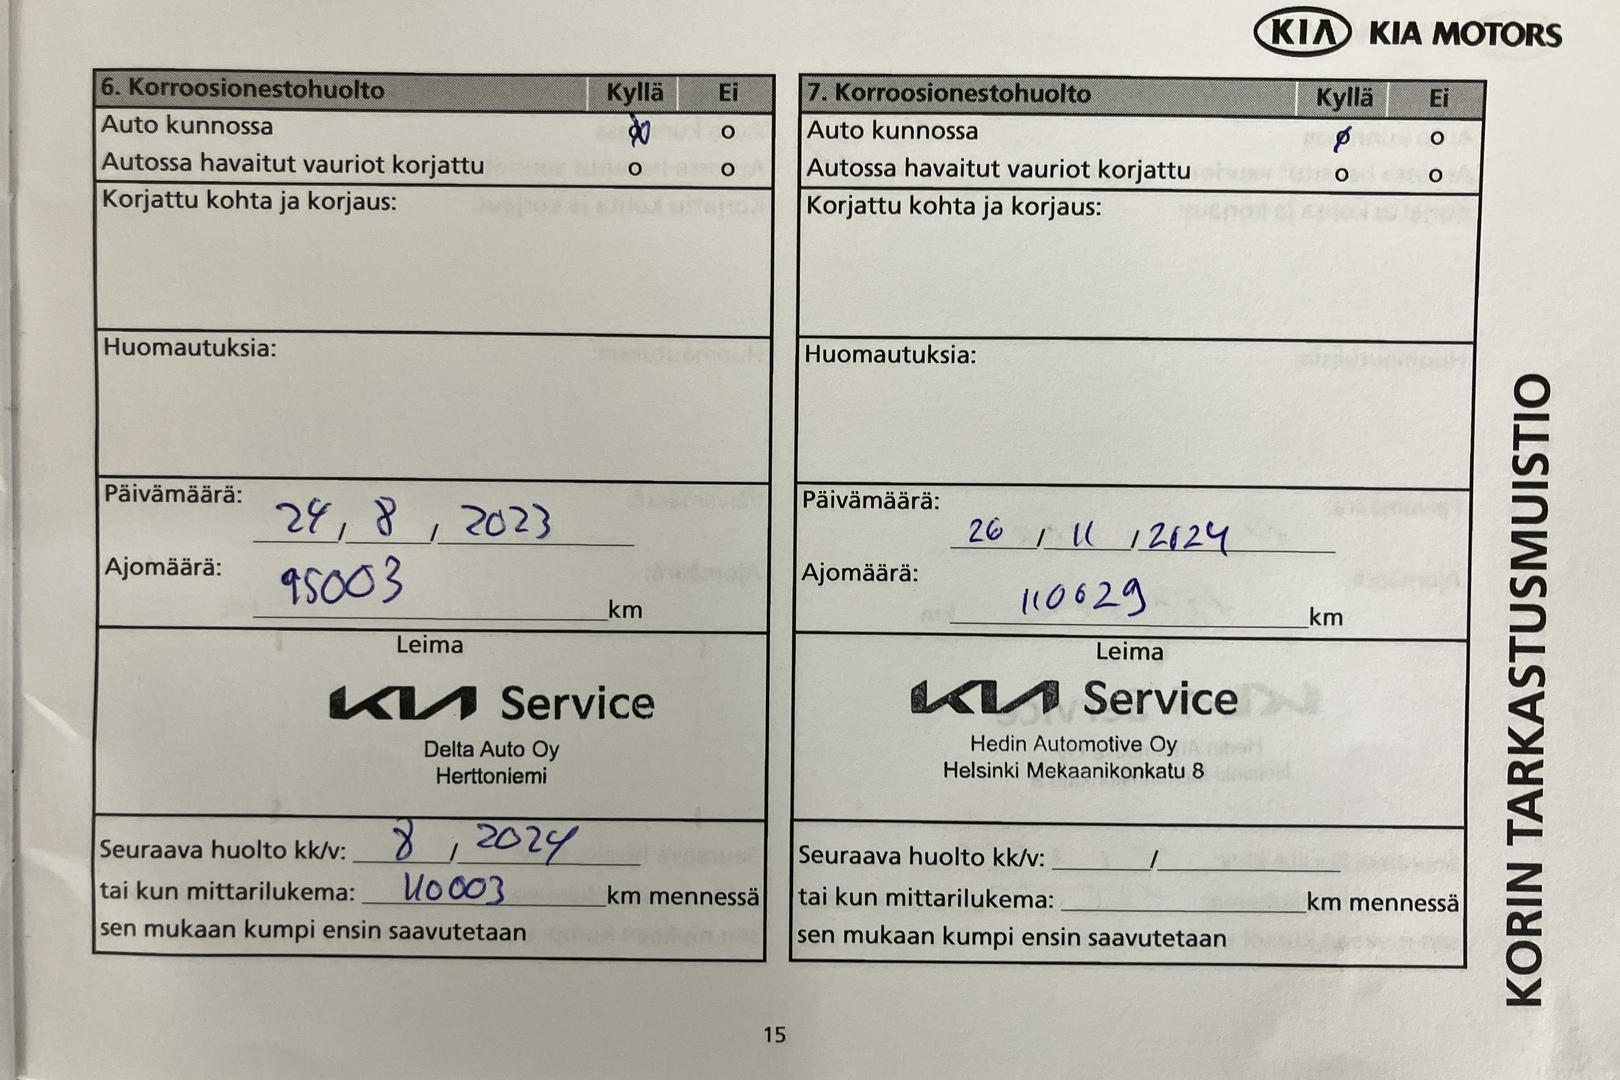 KIA KIA MOTORS
6. Korroosionestohuolto Kyllä Ei
Auto kunnossa o o
Autossa havaitut vauriot korjattu o o
Korjattu kohta ja korjaus:
Huomautuksia:
Päivämäärä: 24 / 8 / 2023
Ajomäärä: 95003 km
Leima
KIA Service
Delta Auto Oy
Herttoniemi
Seuraava huolto kk/v: 8 / 2024
tai kun mittarilukema: 110003 km mennessä
sen mukaan kumpi ensin saavutetaan
7. Korroosionestohuolto Kyllä Ei
Auto kunnossa o o
Autossa havaitut vauriot korjattu o o
Korjattu kohta ja korjaus:
Huomautuksia:
Päivämäärä: 26 / 11 / 2024
Ajomäärä: 110629 km
Leima
KIA Service
Hedin Automotive Oy
Helsinki Mekaanikonkatu 8
Seuraava huolto kk/v: /
tai kun mittarilukema: km mennessä
sen mukaan kumpi ensin saavutetaan
KORIN TARKASTUSMUISTIO
15